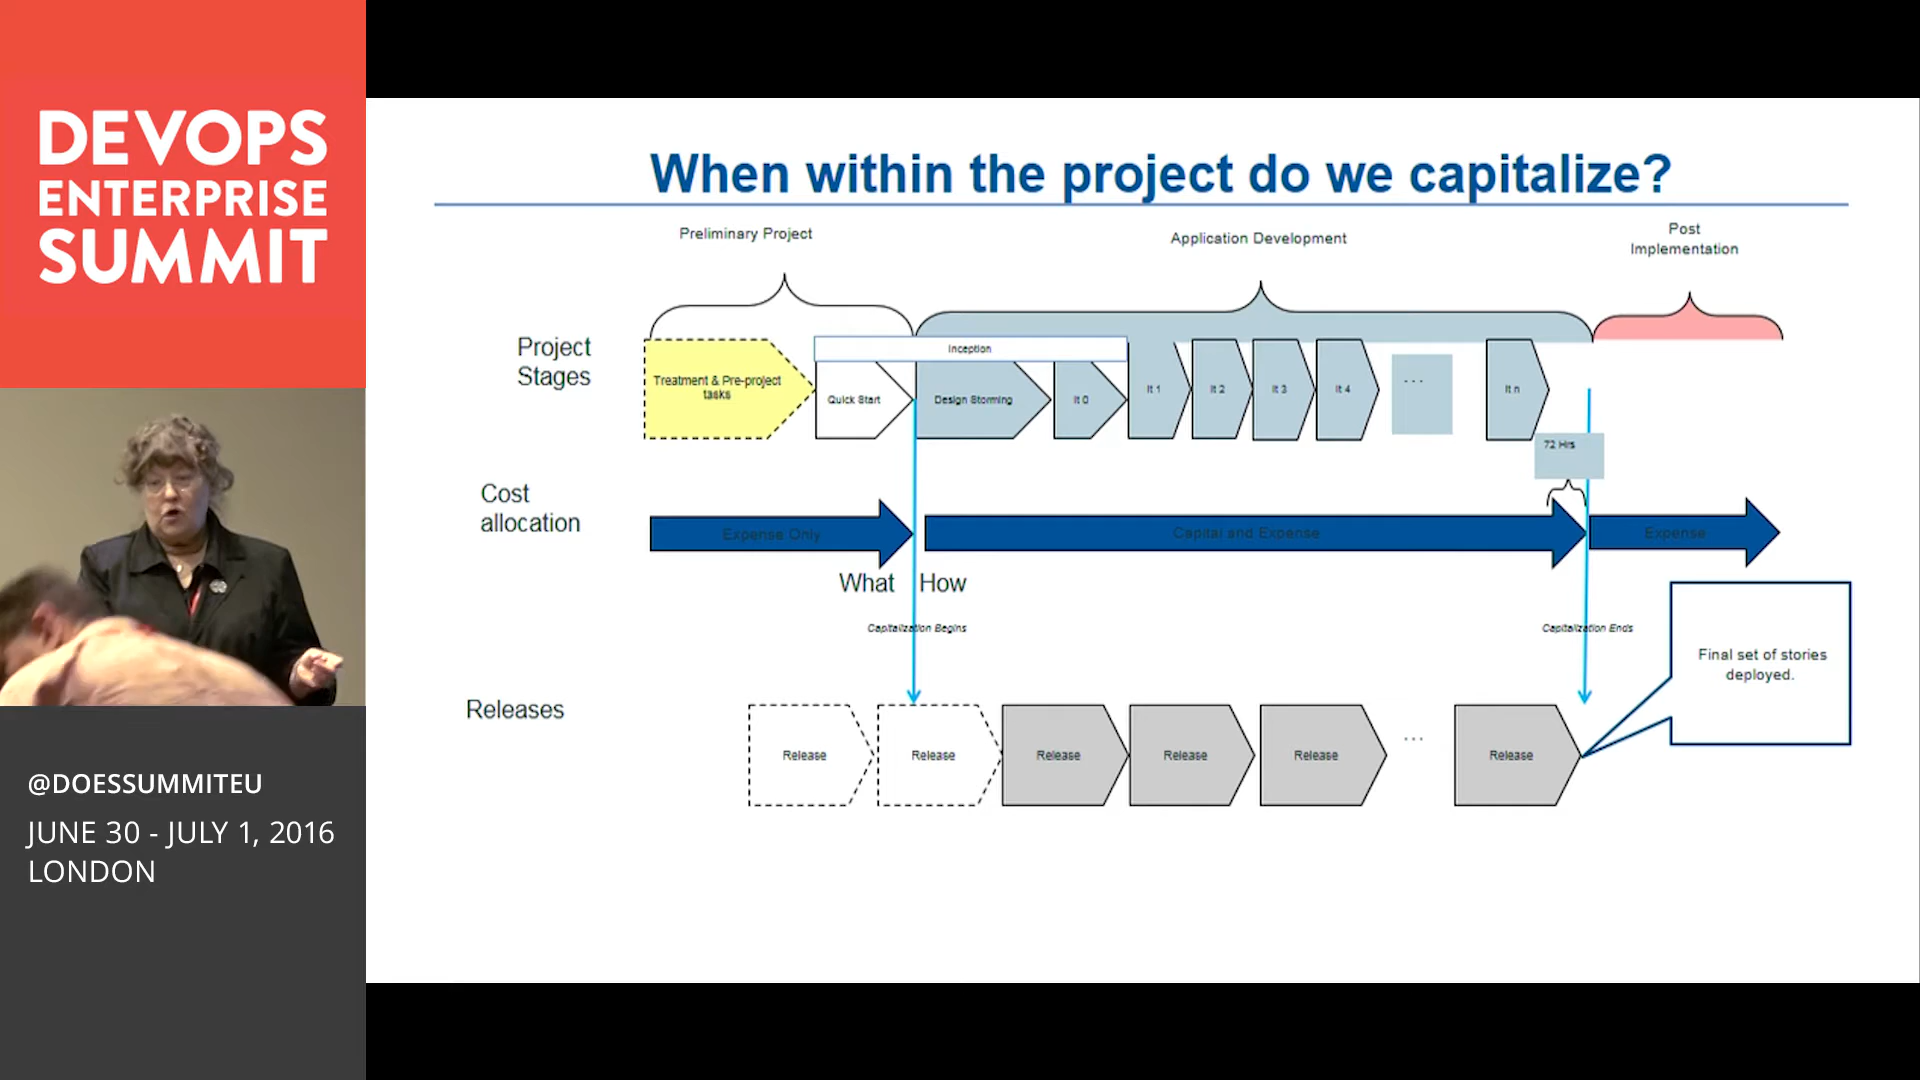 DEVOPS
ENTERPRISE
SUMMIT
@DOESSUMMITEU
JUNE 30 - JULY 1, 2016
LONDON
When within the project do we capitalize?
Preliminary Project
Application Development
Post
Implementation
Project
Stages
Treatment & Pre-project
tasks
Inception
Quick Start
Design Storming
It 0
It 1
It 2
It 3
It 4
...
It n
72 Hrs
Cost
allocation
Expense Only
Capital and Expense
Expense
What
How
Capitalization Begins
Capitalization Ends
Final set of stories
deployed.
Releases
Release
Release
Release
Release
Release
...
Release